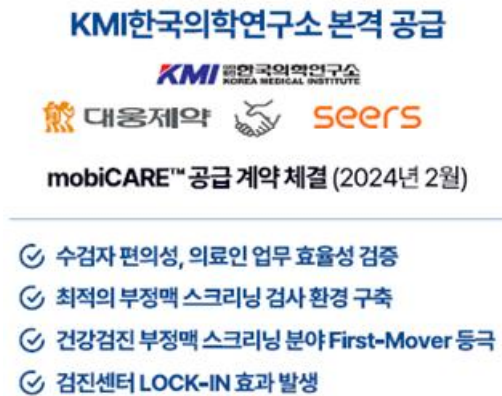 KMI한국의학연구소 본격 공급
KMI 한국의학연구소
KOREA MEDICAL INSTITUTE
대웅제약 seers
mobiCARE™ 공급 계약 체결 (2024년 2월)
수검자 편의성, 의료인 업무 효율성 검증
최적의 부정맥 스크리닝 검사 환경 구축
건강검진 부정맥 스크리닝 분야 First-Mover 등극
검진센터 LOCK-IN 효과 발생